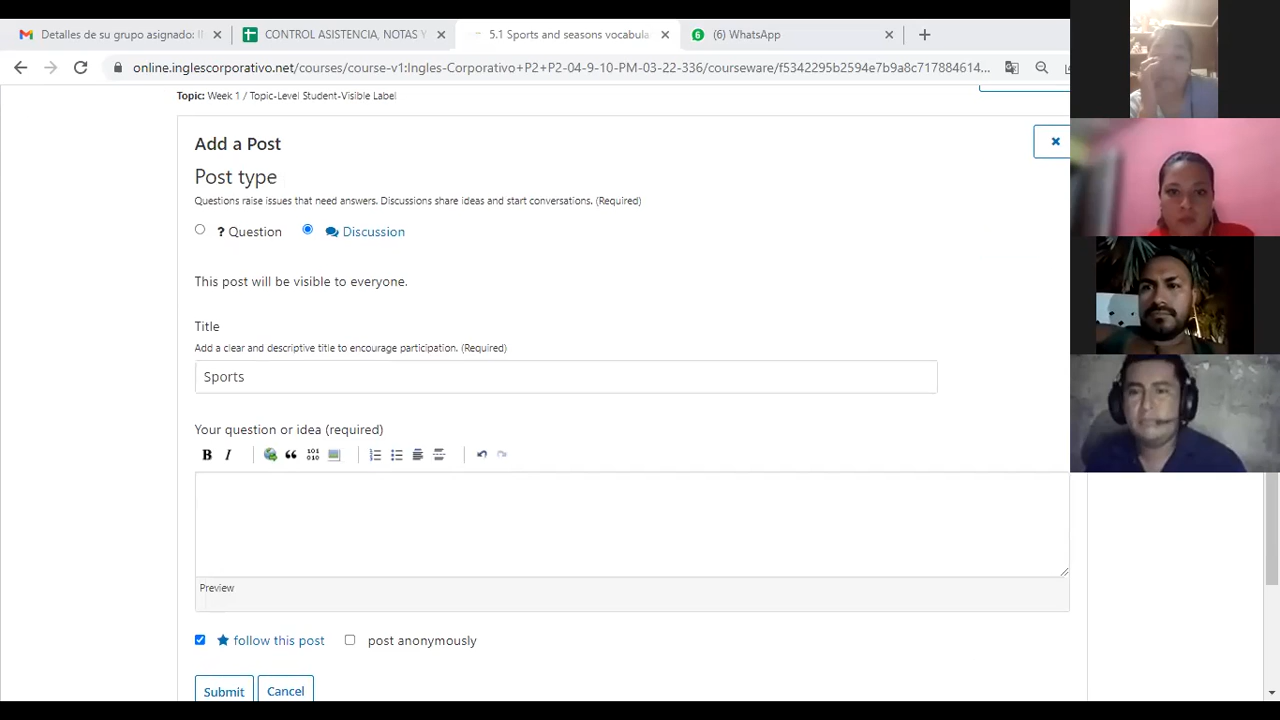 Detalles de su grupo asignado: I
CONTROL ASISTENCIA, NOTAS Y
5.1 Sports and seasons vocabula
6 (6) WhatsApp
online.inglescorporativo.net/courses/course-v1:Ingles-Corporativo+P2+P2-04-9-10-PM-03-22-336/courseware/f5342295b2594e7b9a8c717884614...
Topic: Week 1 / Topic-Level Student-Visible Label
Add a Post
Post type
Questions raise issues that need answers. Discussions share ideas and start conversations. (Required)
? Question
Discussion
This post will be visible to everyone.
Title
Add a clear and descriptive title to encourage participation. (Required)
Sports
Your question or idea (required)
B I 101 010
Preview
follow this post
post anonymously
Submit
Cancel